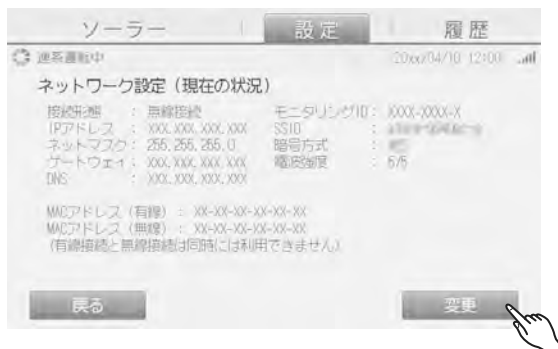 ソーラー 設定 履歴
連系運転中 20xx/04/10 12:00
ネットワーク設定（現在の状況）
接続形態 : 無線接続 モニタリングID : XXXX-XXXX-X
IPアドレス : XXX.XXX.XXX.XXX SSID :
ネットマスク : 255.255.255.0 暗号方式 :
ゲートウェイ : XXX.XXX.XXX.XXX 電波強度 : 5/5
DNS : XXX.XXX.XXX.XXX
MACアドレス（有線） : XX-XX-XX-XX-XX-XX
MACアドレス（無線） : XX-XX-XX-XX-XX-XX
（有線接続と無線接続は同時には利用できません。）
戻る 変更